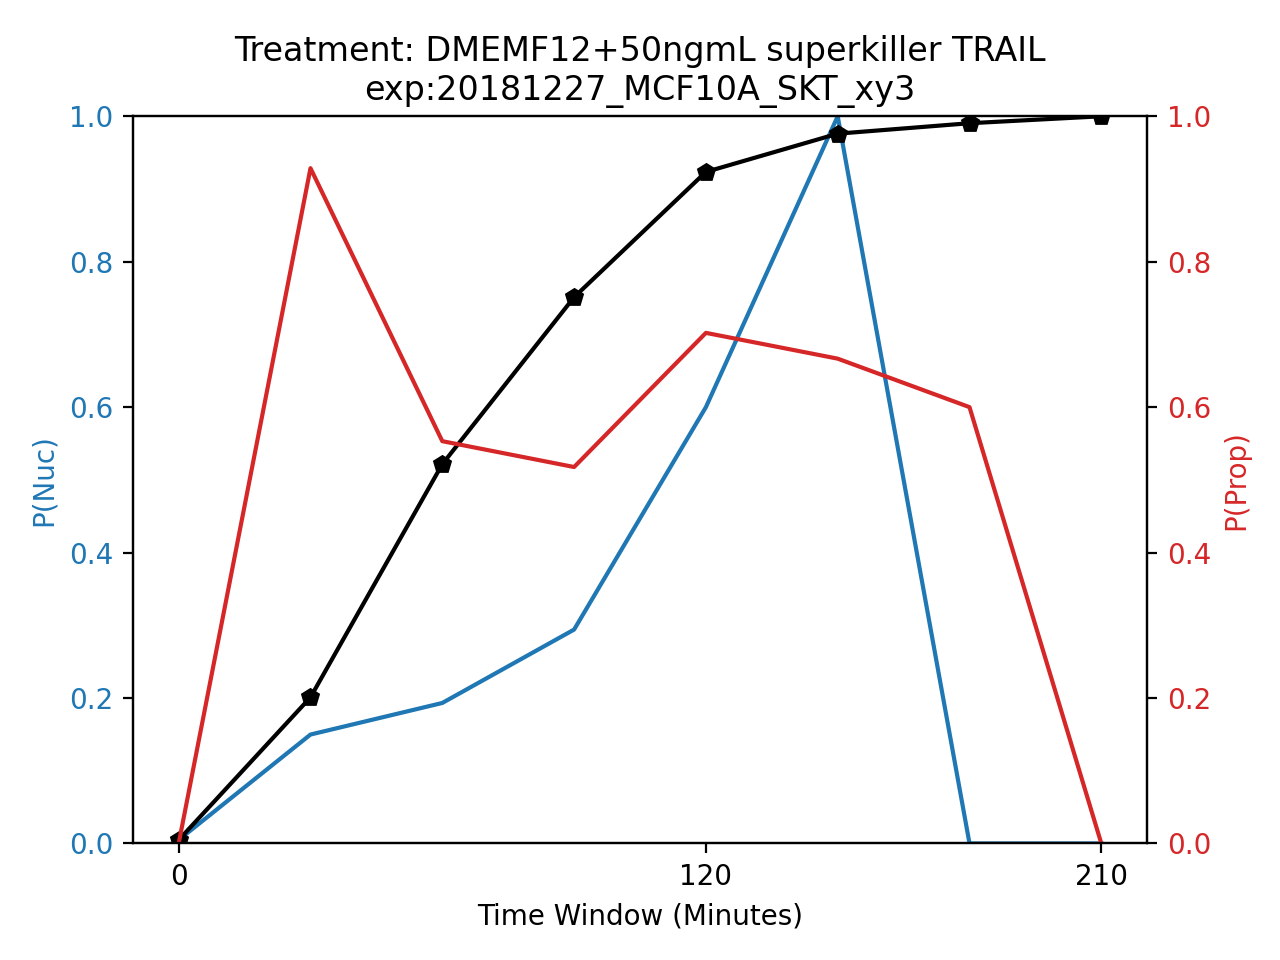 Treatment: DMEMF12+50ngmL superkiller TRAIL
exp:20181227_MCF10A_SKT_xy3
1.0
0.8
0.6
0.4
0.2
0.0
P(Nuc)
1.0
0.8
0.6
0.4
0.2
0.0
P(Prop)
0 120 210
Time Window (Minutes)